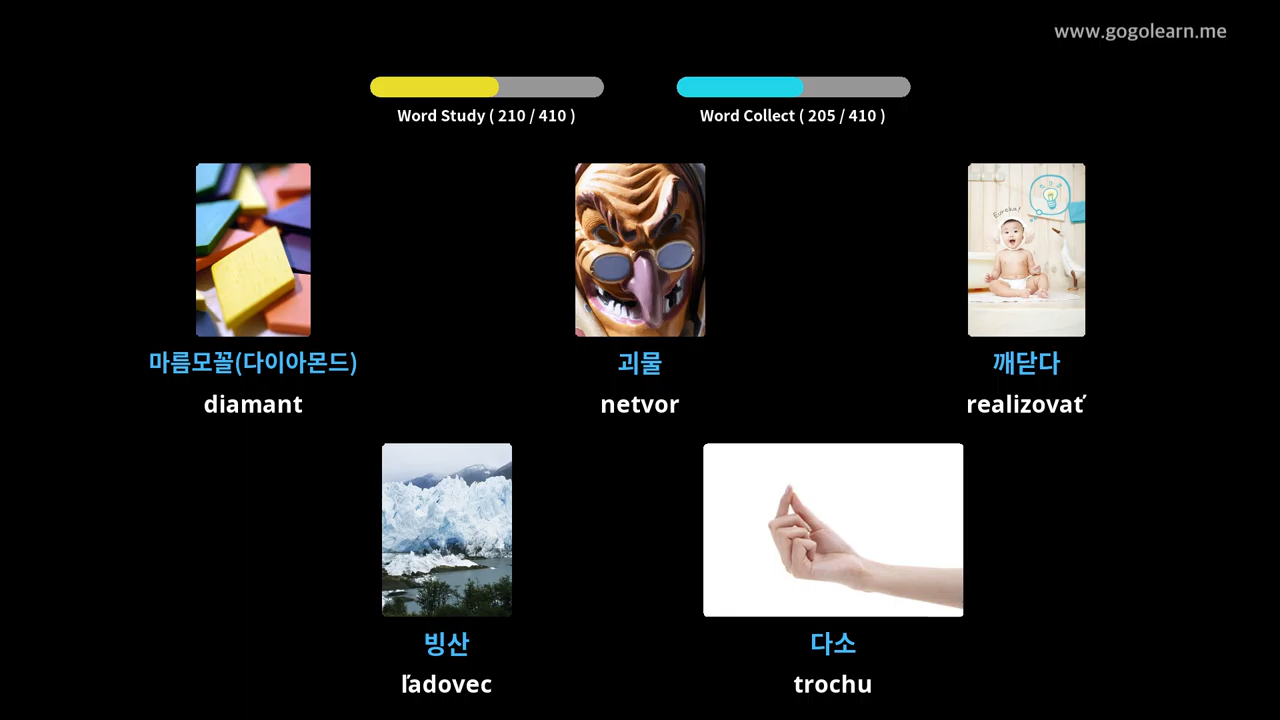 www.gogolearn.me
Word Study ( 210 / 410 )
Word Collect ( 205 / 410 )
Eureka!
마름모꼴(다이아몬드)
diamant
괴물
netvor
깨닫다
realizovať
빙산
ľadovec
다소
trochu